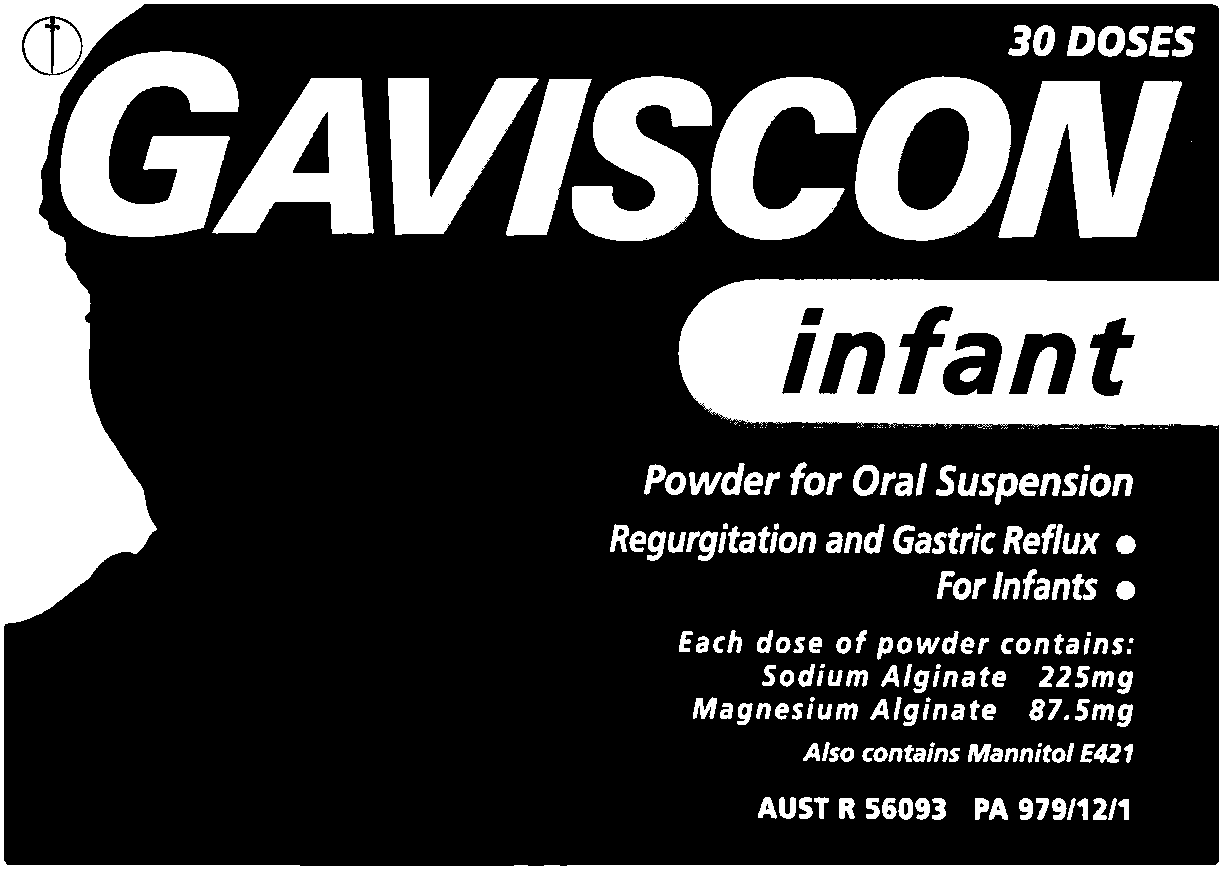 30 DOSES
GAVISCON
infant
Powder for Oral Suspension
Regurgitation and Gastric Reflux ●
For Infants ●
Each dose of powder contains:
Sodium Alginate 225mg
Magnesium Alginate 87.5mg
Also contains Mannitol E421
AUST R 56093 PA 979/12/1